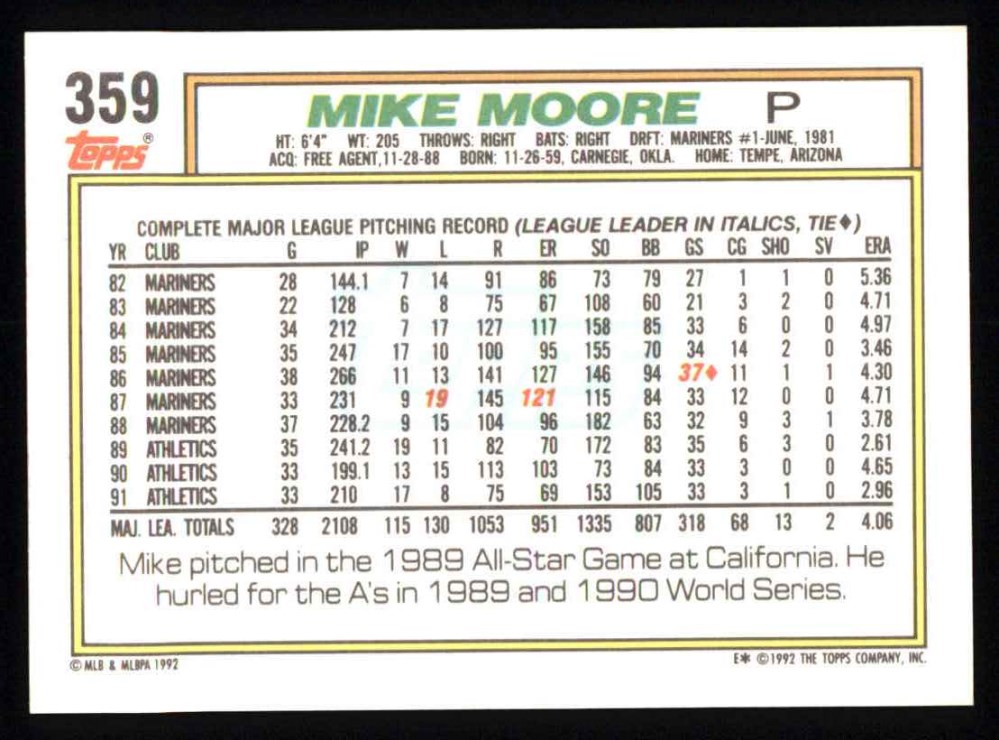 359
MIKE MOORE P
topps®
HT: 6'4" WT: 205 THROWS: RIGHT BATS: RIGHT DRFT: MARINERS #1-JUNE, 1981
ACQ: FREE AGENT,11-28-88 BORN: 11-26-59, CARNEGIE, OKLA. HOME: TEMPE, ARIZONA
COMPLETE MAJOR LEAGUE PITCHING RECORD (LEAGUE LEADER IN ITALICS, TIE♦)
YR CLUB G IP W L R ER SO BB GS CG SHO SV ERA
82 MARINERS 28 144.1 7 14 91 86 73 79 27 1 1 0 5.36
83 MARINERS 22 128 6 8 75 67 108 60 21 3 2 0 4.71
84 MARINERS 34 212 7 17 127 117 158 85 33 6 0 0 4.97
85 MARINERS 35 247 17 10 100 95 155 70 34 14 2 0 3.46
86 MARINERS 38 266 11 13 141 127 146 94 37♦ 11 1 1 4.30
87 MARINERS 33 231 9 19 145 121 115 84 33 12 0 0 4.71
88 MARINERS 37 228.2 9 15 104 96 182 63 32 9 3 1 3.78
89 ATHLETICS 35 241.2 19 11 82 70 172 83 35 6 3 0 2.61
90 ATHLETICS 33 199.1 13 15 113 103 73 84 33 3 0 0 4.65
91 ATHLETICS 33 210 17 8 75 69 153 105 33 3 1 0 2.96
MAJ. LEA. TOTALS 328 2108 115 130 1053 951 1335 807 318 68 13 2 4.06
Mike pitched in the 1989 All-Star Game at California. He
hurled for the A's in 1989 and 1990 World Series.
© MLB & MLBPA 1992 E* ©1992 THE TOPPS COMPANY, INC.